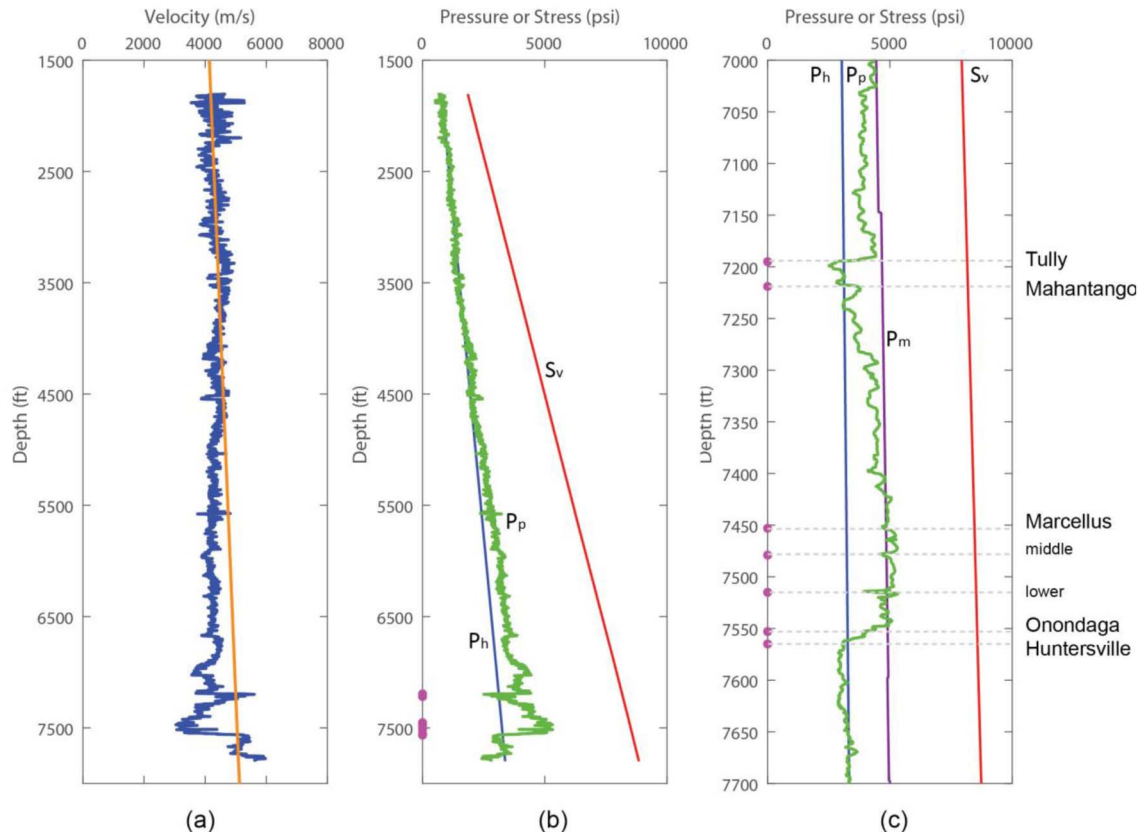 Velocity (m/s)
0 2000 4000 6000 8000
1500
2500
3500
4500
5500
6500
7500
Depth (ft)
(a)
Pressure or Stress (psi)
0 5000 10000
1500
2500
3500
4500
5500
6500
7500
Depth (ft)
Sv
Pp
Ph
(b)
Pressure or Stress (psi)
0 5000 10000
7000
7050
7100
7150
7200
7250
7300
7350
7400
7450
7500
7550
7600
7650
7700
Depth (ft)
Ph Pp Sv
Pm
Tully
Mahantango
Marcellus
middle
lower
Onondaga
Huntersville
(c)